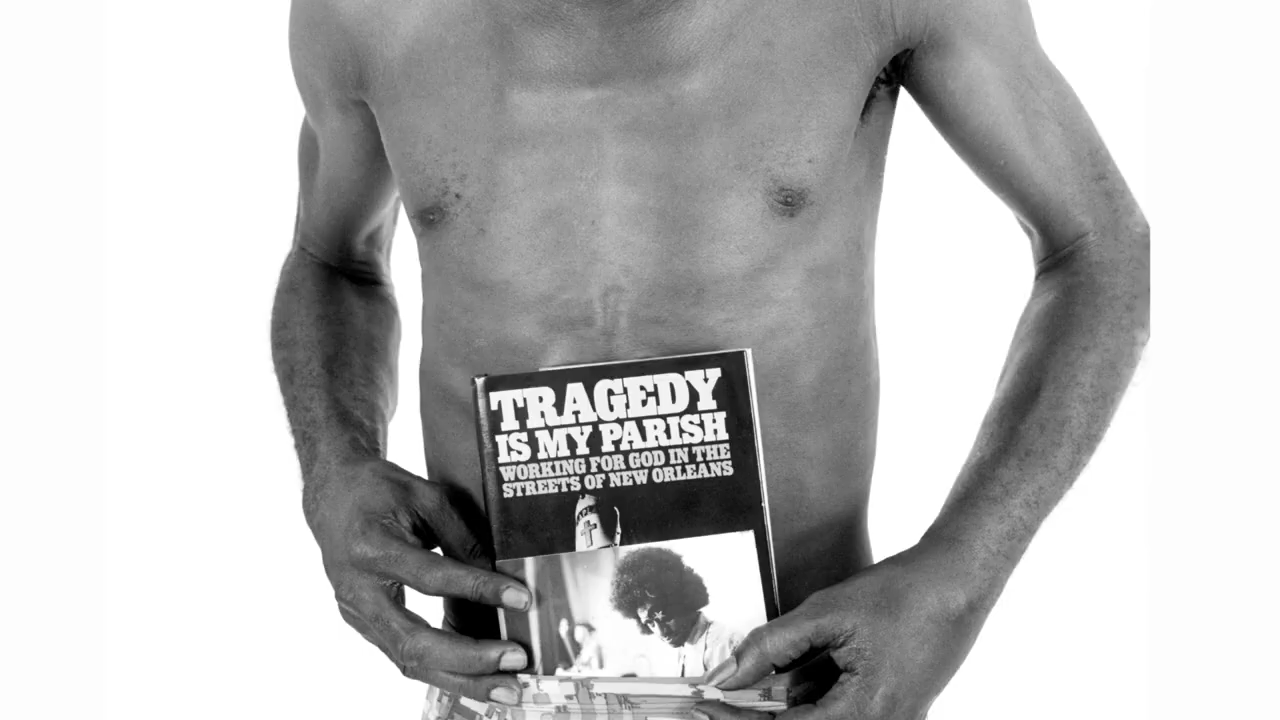 TRAGEDY
IS MY PARISH
WORKING FOR GOD IN THE
STREETS OF NEW ORLEANS